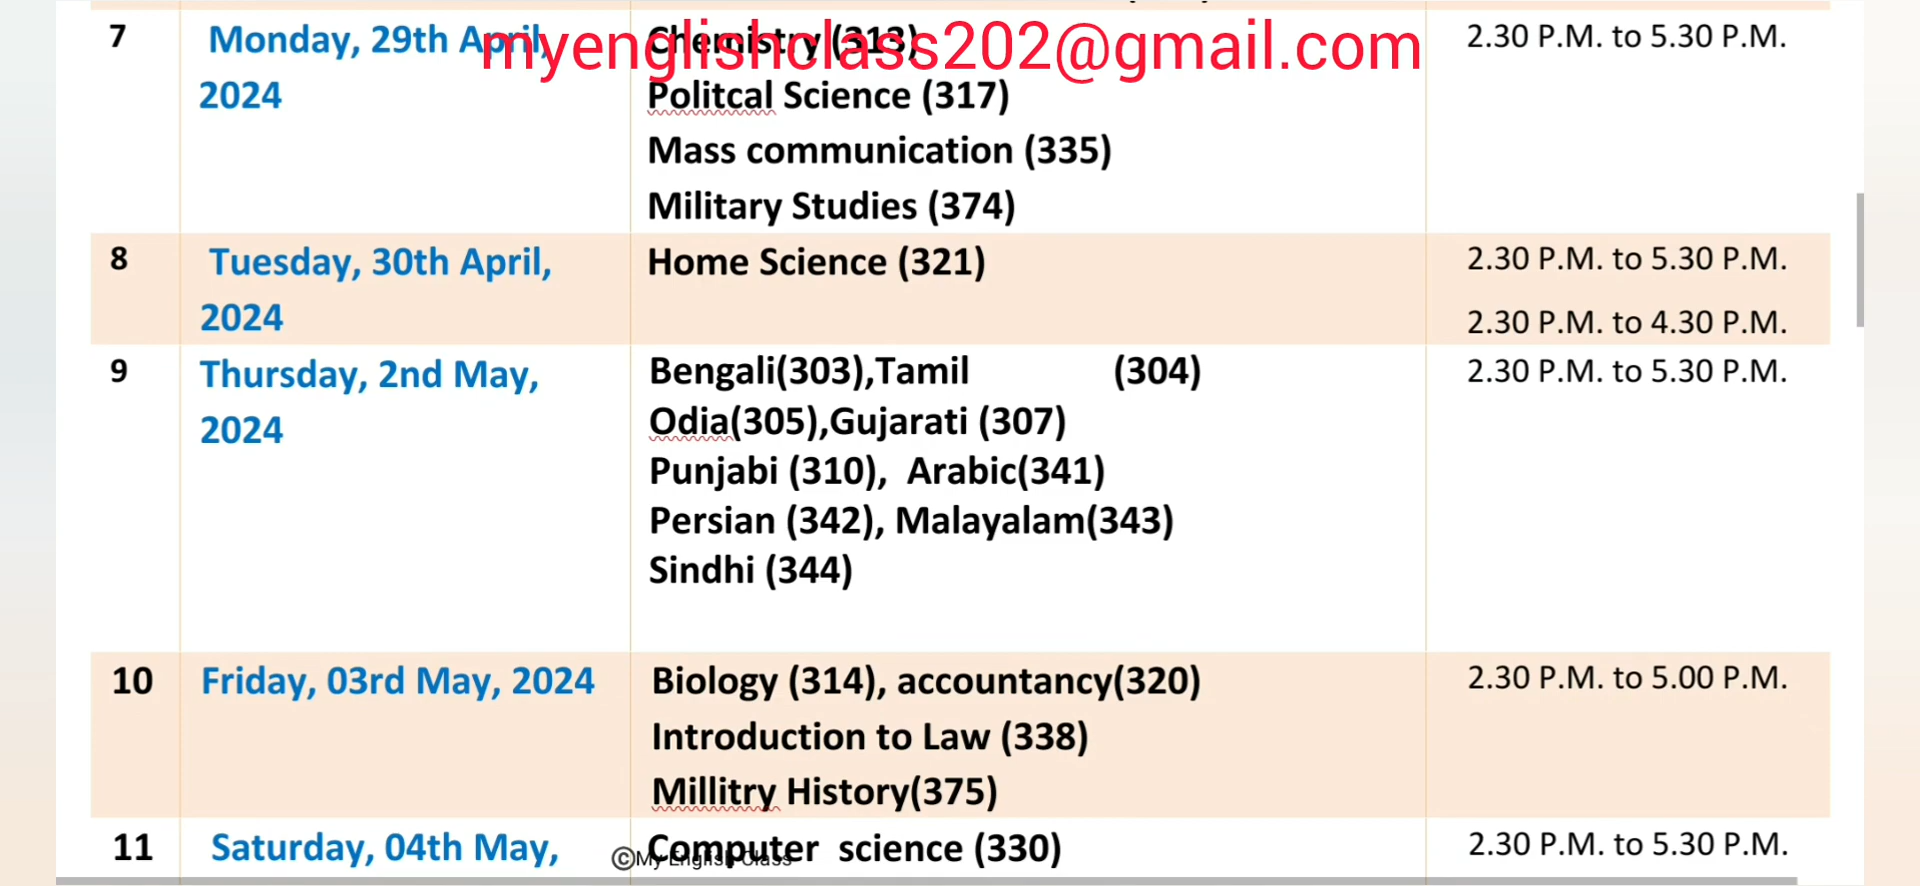 7 Monday, 29th April, Chemistry (313) 2.30 P.M. to 5.30 P.M.
myenglishclass202@gmail.com
2024 Politcal Science (317)
Mass communication (335)
Military Studies (374)
8 Tuesday, 30th April, Home Science (321) 2.30 P.M. to 5.30 P.M.
2024 2.30 P.M. to 4.30 P.M.
9 Thursday, 2nd May, Bengali(303),Tamil (304) 2.30 P.M. to 5.30 P.M.
2024 Odia(305),Gujarati (307)
Punjabi (310), Arabic(341)
Persian (342), Malayalam(343)
Sindhi (344)
10 Friday, 03rd May, 2024 Biology (314), accountancy(320) 2.30 P.M. to 5.00 P.M.
Introduction to Law (338)
Millitry History(375)
11 Saturday, 04th May, Computer science (330) 2.30 P.M. to 5.30 P.M.
©My English Class